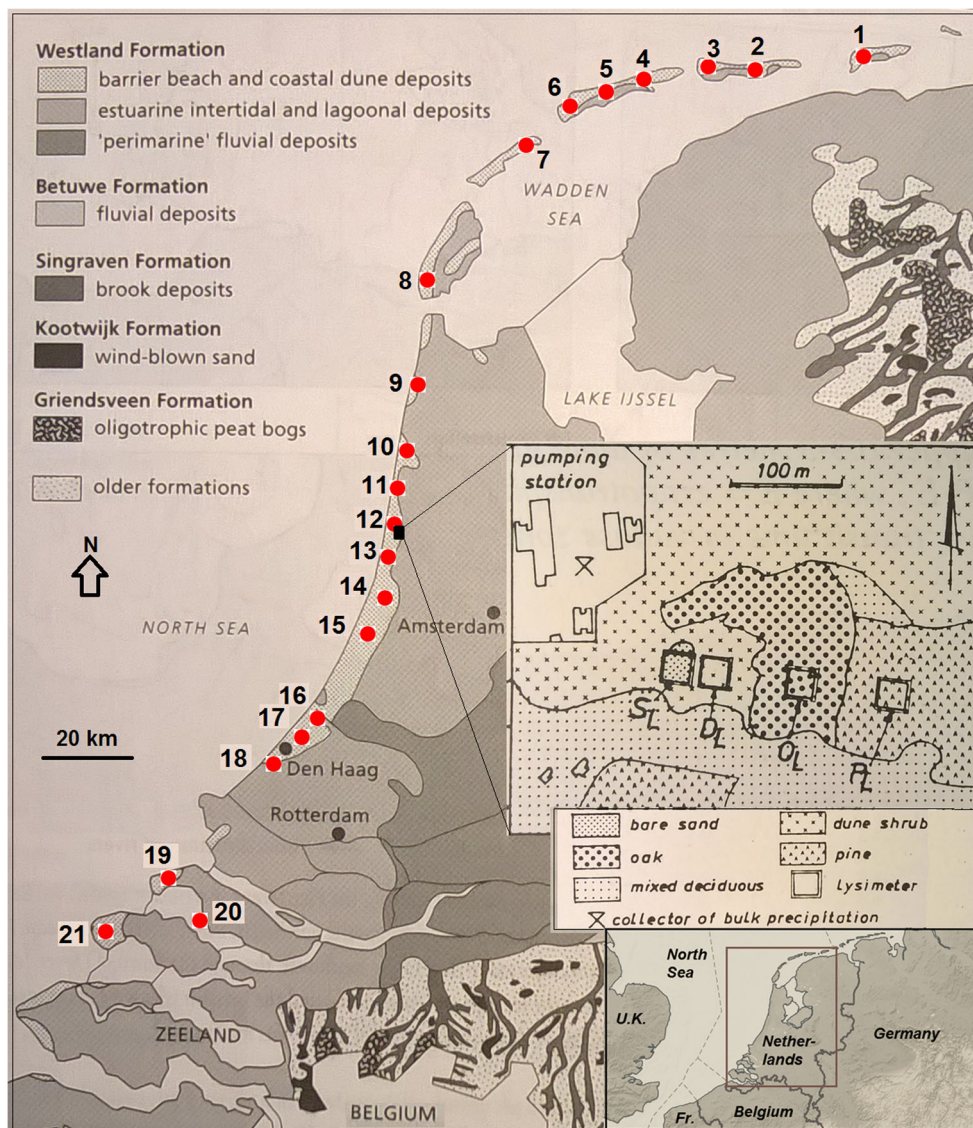 Westland Formation
barrier beach and coastal dune deposits
estuarine intertidal and lagoonal deposits
'perimarine' fluvial deposits
Betuwe Formation
fluvial deposits
Singraven Formation
brook deposits
Kootwijk Formation
wind-blown sand
Griendsveen Formation
oligotrophic peat bogs
older formations
N
1
2
3
4
5
6
7
WADDEN
SEA
8
9
LAKE IJSSEL
10
11
12
13
14
15
NORTH SEA
Amsterdam
16
17
18
20 km
Den Haag
Rotterdam
19
20
21
ZEELAND
BELGIUM
pumping
station
100 m
SL
DL
OL
PL
bare sand
dune shrub
oak
pine
mixed deciduous
lysimeter
collector of bulk precipitation
North
Sea
U.K.
Nether-
lands
Germany
Fr.
Belgium